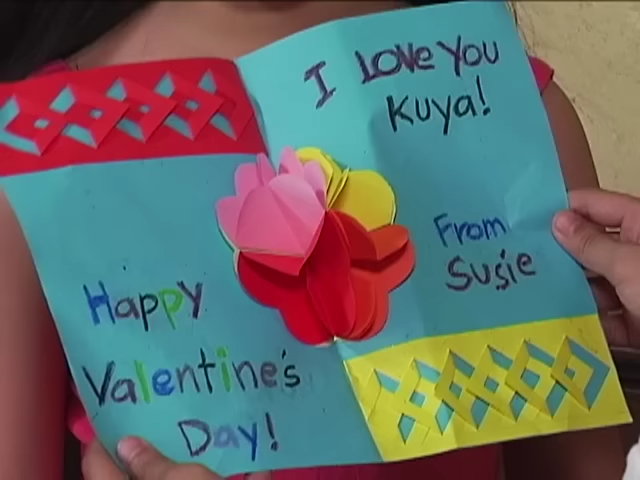 Happy
Valentine's
Day!
I LOVE YOU
KUYA!
From
Susie